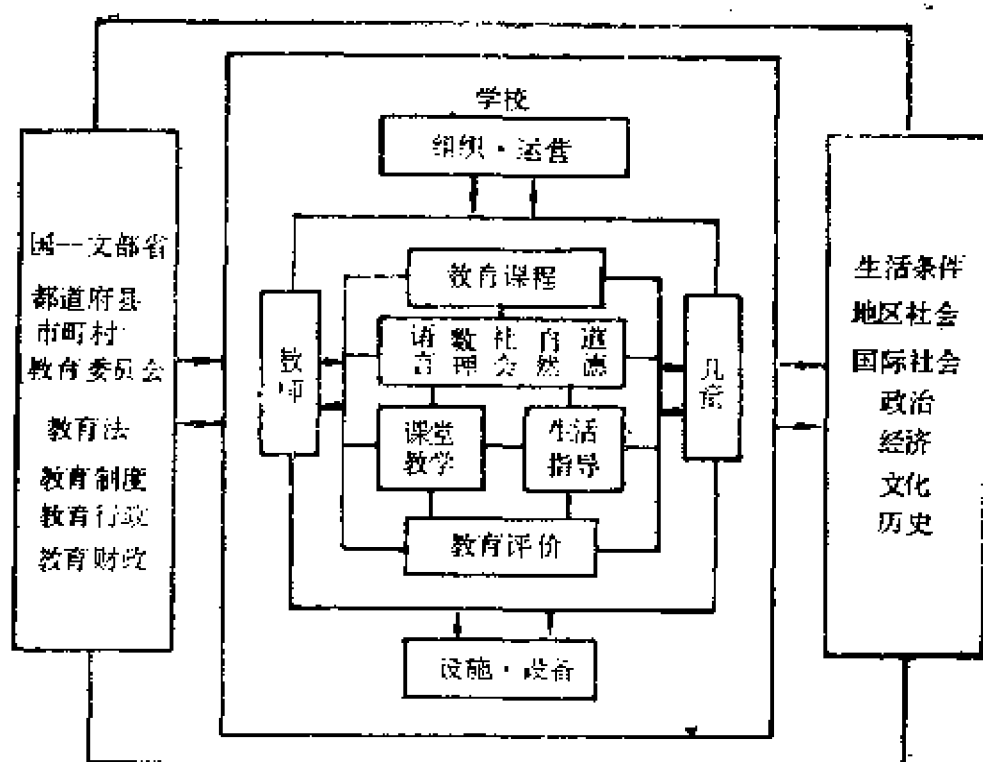 学校
组织·运营
国--文部省
都道府县
市町村
教育委员会
教育法
教育制度
教育行政
教育财政
教师
教育课程
语言 数理 社会 自然 道德
课堂
教学
生活
指导
教育评价
儿童
设施·设备
生活条件
地区社会
国际社会
政治
经济
文化
历史